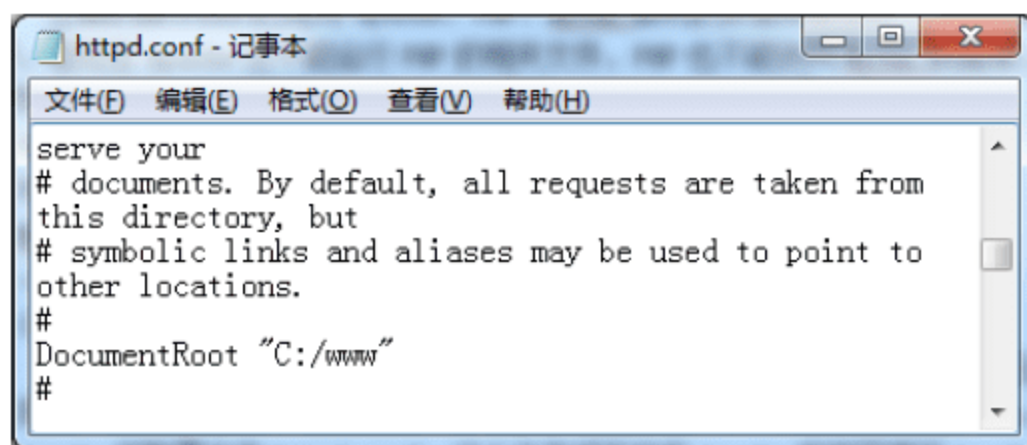 httpd.conf - 记事本
文件(F) 编辑(E) 格式(O) 查看(V) 帮助(H)
serve your
# documents. By default, all requests are taken from
this directory, but
# symbolic links and aliases may be used to point to
other locations.
#
DocumentRoot "C:/www"
#